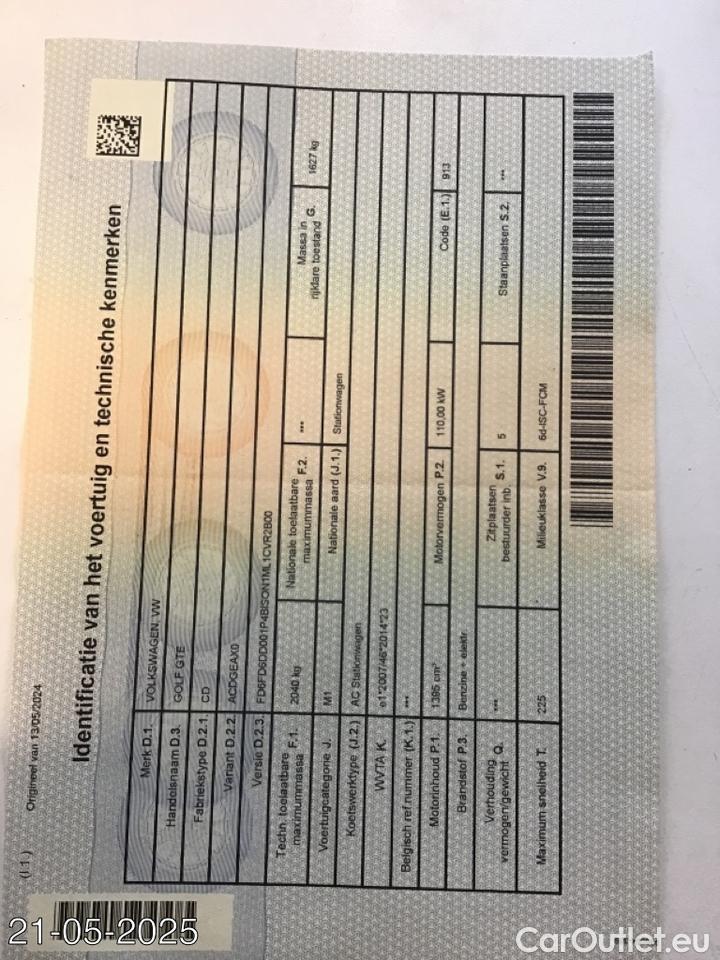 (I 1.)
Origineel van 13/05/2024
Identificatie van het voertuig en technische kenmerken
Merk D.1. VOLKSWAGEN, VW
Handelsnaam D.3. GOLF GTE
Fabriekstype D.2.1. CD
Variant D.2.2. ACDGEAX0
Versie D.2.3. FD6FD6DD001P4BISON1ML1CVR2B00
Techn. toelaatbare maximummassa F.1. 2040 kg Nationale toelaatbare maximummassa F.2. *** Massa in rijklare toestand G. 1627 kg
Voertuigcategorie J. M1 Nationale aard (J.1.) Stationwagen
Koetswerktype (J.2.) AC Stationwagen
WVTA K. e1*2007/46*2014*23
Belgisch ref.nummer (K.1.) ***
Motorinhoud P.1. 1395 cm³ Motorvermogen P.2. 110,00 kW Code (E.1.) 913
Brandstof P.3. Benzine + elektr.
Verhouding vermogen/gewicht Q. *** Zitplaatsen bestuurder inb. S.1. 5 Staanplaatsen S.2. ***
Maximum snelheid T. 225 Milieuklasse V.9. 6d-ISC-FCM
21-05-2025
CarOutlet.eu